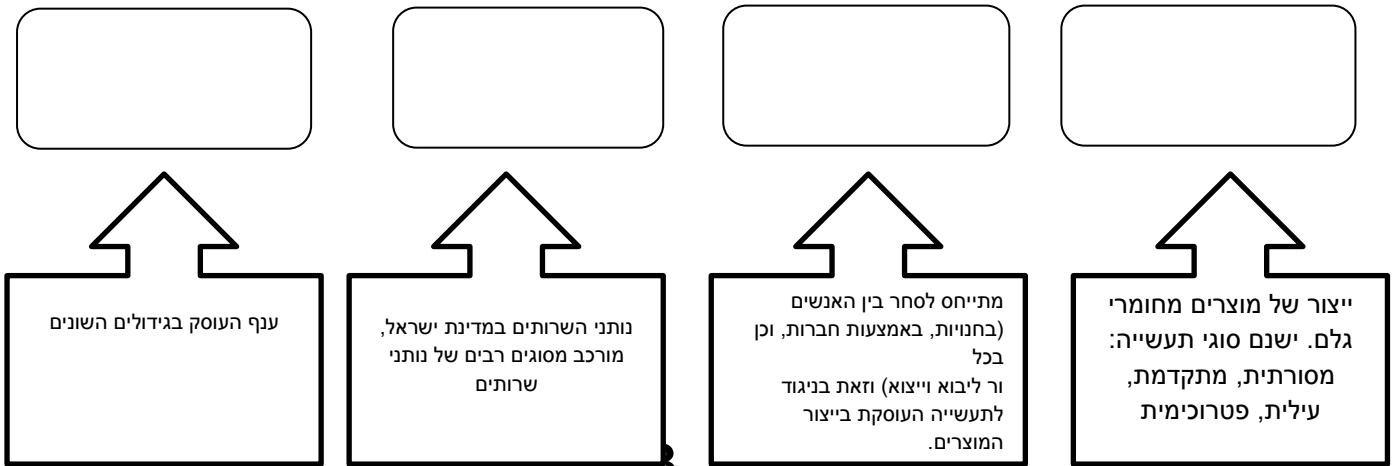 ייצור של מוצרים מחומרי
גלם. ישנם סוגי תעשייה:
מסורתית, מתקדמת,
עילית, פטרוכימית
מתייחס לסחר בין האנשים
(בחנויות, באמצעות חברות, וכן
בכל
ור ליבוא וייצוא) וזאת בניגוד
לתעשייה העוסקת בייצור
המוצרים.
נותני השרותים במדינת ישראל,
מורכב מסוגים רבים של נותני
שרותים
ענף העוסק בגידולים השונים